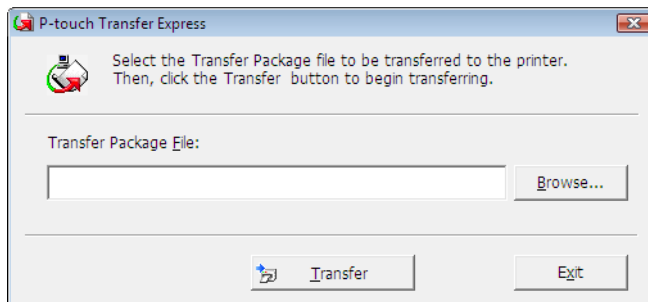 P-touch Transfer Express
Select the Transfer Package file to be transferred to the printer.
Then, click the Transfer button to begin transferring.
Transfer Package File:
Browse...
Transfer
Exit